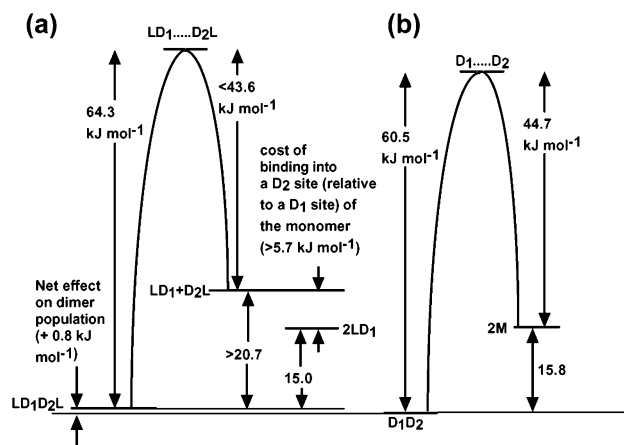 (a)
LD1.....D2L
64.3
kJ mol-1
<43.6
kJ mol-1
cost of
binding into
a D2 site (relative
to a D1 site) of
the monomer
(>5.7 kJ mol-1)
Net effect
on dimer
population
(+ 0.8 kJ
mol-1)
LD1+D2L
2LD1
>20.7
15.0
LD1D2L
(b)
D1.....D2
60.5
kJ mol-1
44.7
kJ mol-1
2M
15.8
D1D2